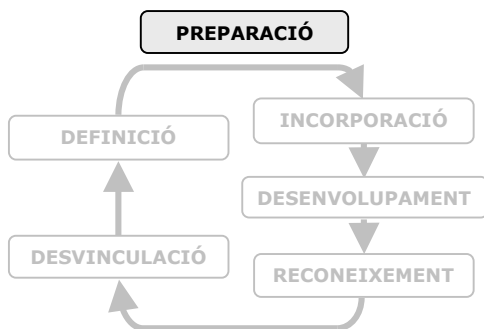 PREPARACIÓ
INCORPORACIÓ
DEFINICIÓ
DESENVOLUPAMENT
DESVINCULACIÓ
RECONEIXEMENT